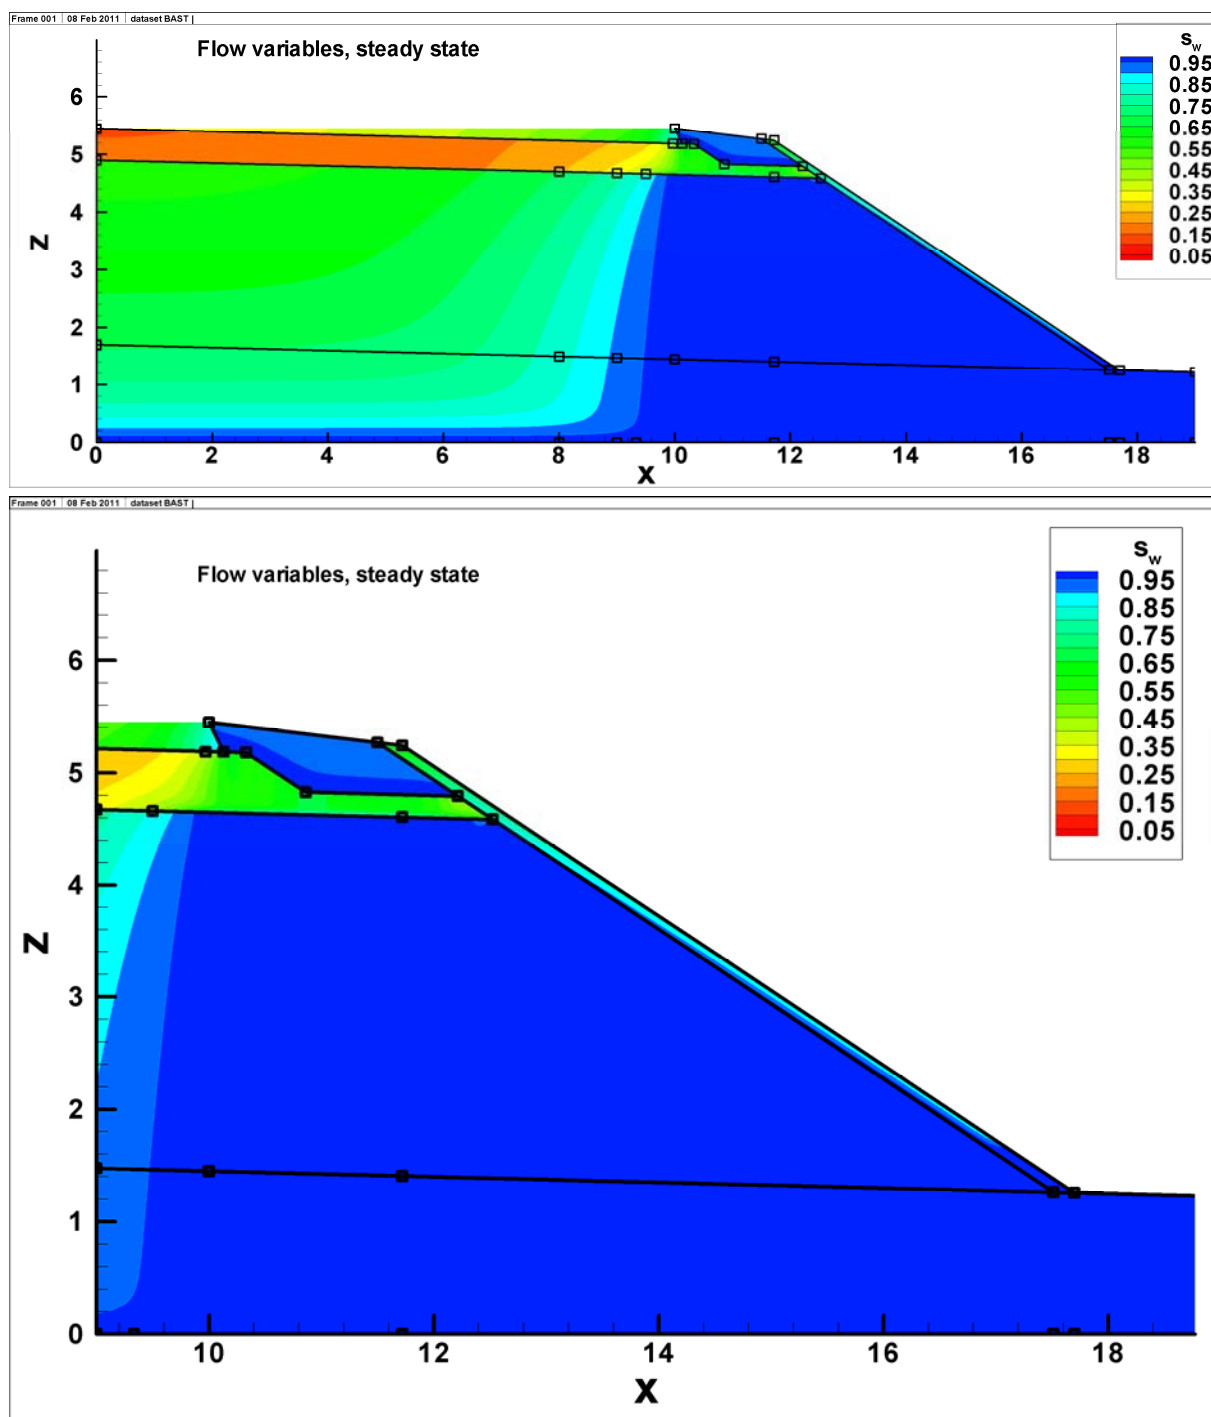 Frame 001 | 08 Feb 2011 | dataset BAST |
Flow variables, steady state
6
5
4
3
2
1
0
z
0 2 4 6 8 10 12 14 16 18
x
sw
0.95
0.85
0.75
0.65
0.55
0.45
0.35
0.25
0.15
0.05
Frame 001 | 08 Feb 2011 | dataset BAST |
Flow variables, steady state
6
5
4
3
2
1
0
z
10 12 14 16 18
x
sw
0.95
0.85
0.75
0.65
0.55
0.45
0.35
0.25
0.15
0.05